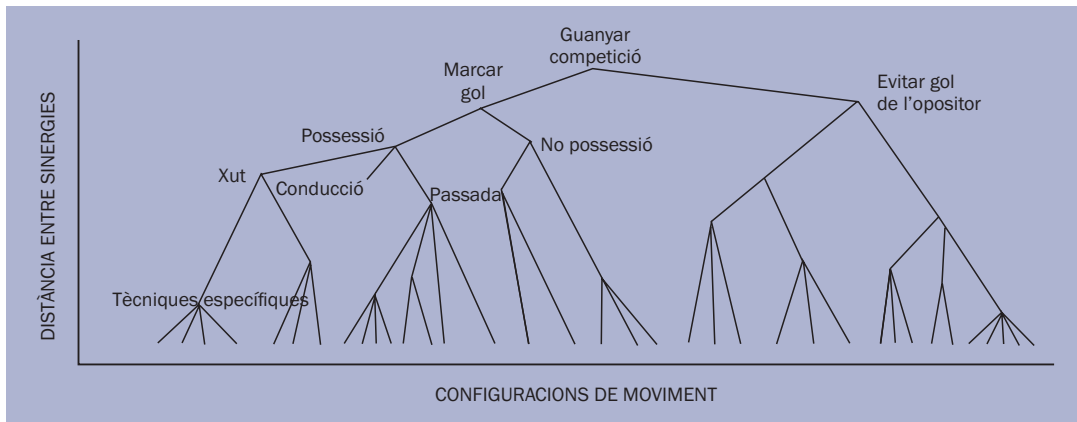 Guanyar
competició
Marcar
gol
Evitar gol
de l’opositor
Possessió
No possessió
Xut
Conducció
Passada
Tècniques específiques
DISTÀNCIA ENTRE SINERGIES
CONFIGURACIONS DE MOVIMENT